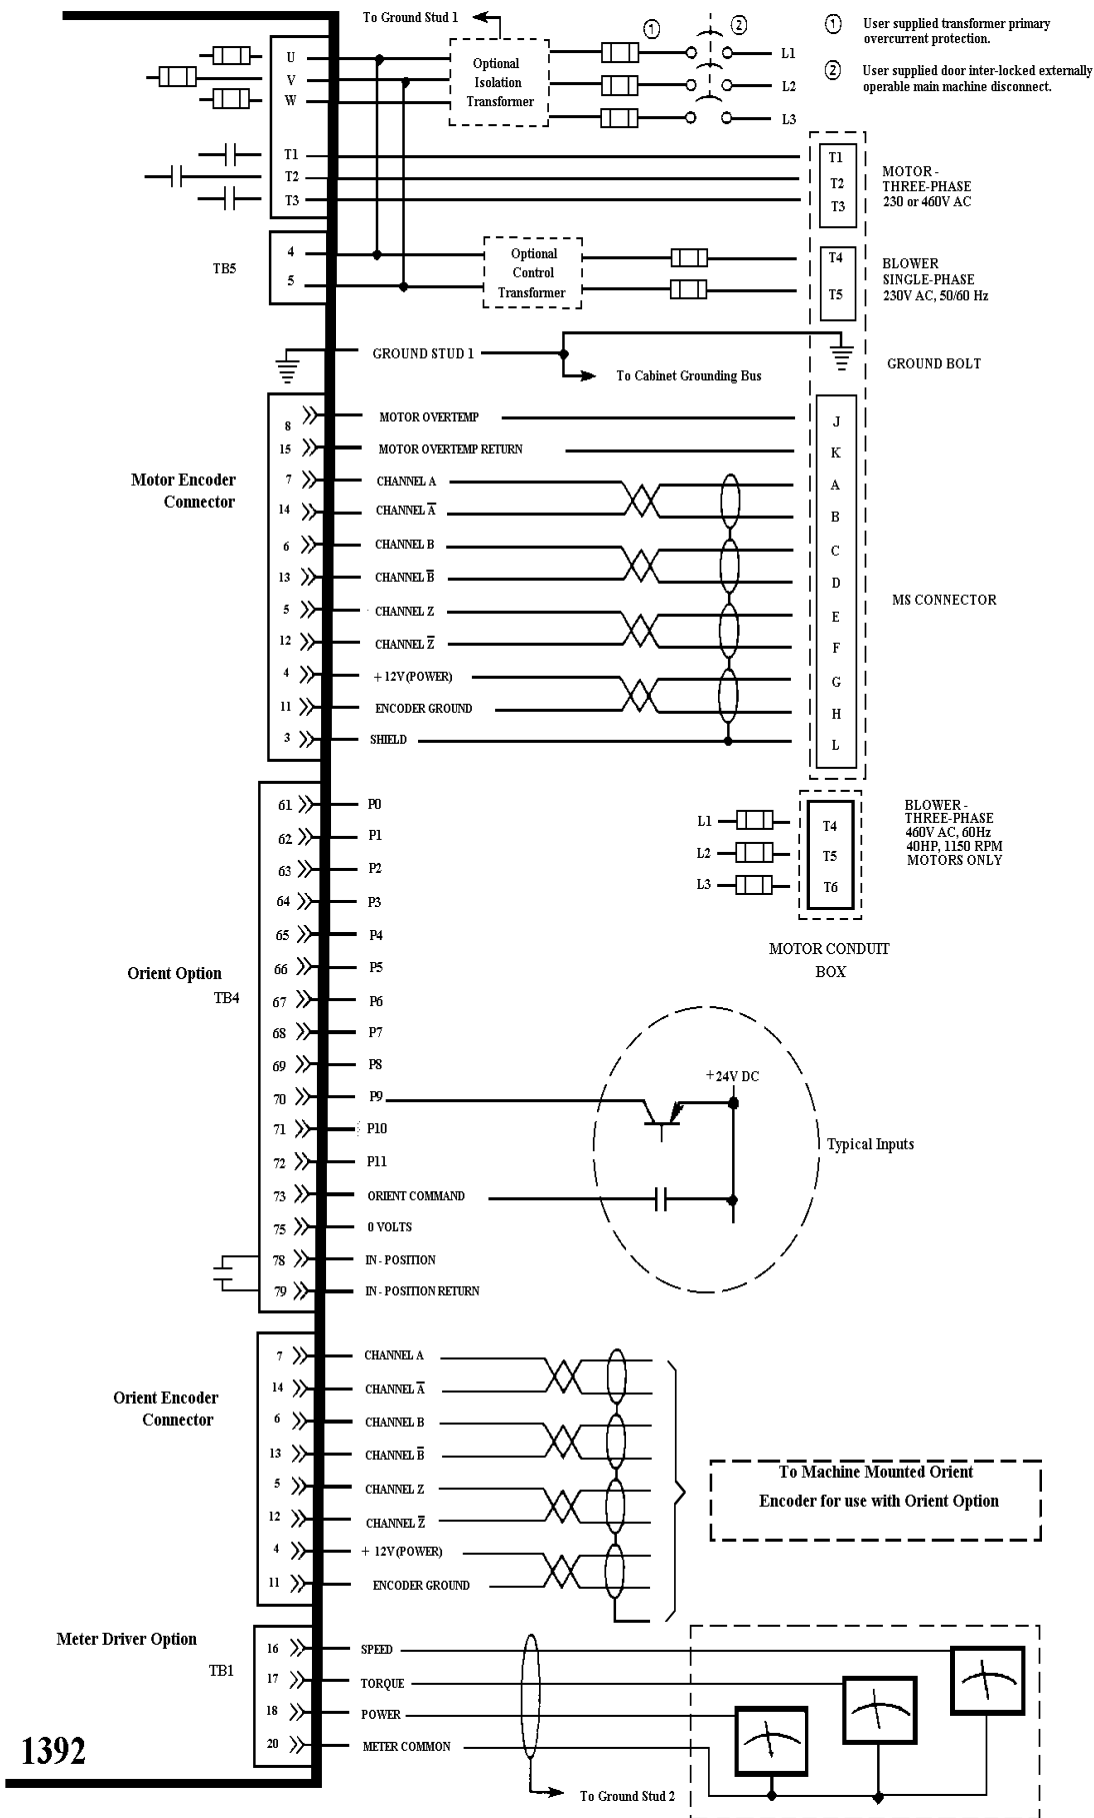 To Ground Stud 1
1
2
1 User supplied transformer primary
overcurrent protection.
2 User supplied door inter-locked externally
operable main machine disconnect.
U
V
W
Optional
Isolation
Transformer
L1
L2
L3
T1
T2
T3
T1
T2
T3
MOTOR -
THREE-PHASE
230 or 460V AC
TB5
4
5
Optional
Control
Transformer
T4
T5
BLOWER
SINGLE-PHASE
230V AC, 50/60 Hz
GROUND STUD 1
To Cabinet Grounding Bus
GROUND BOLT
Motor Encoder
Connector
8 MOTOR OVERTEMP J
15 MOTOR OVERTEMP RETURN K
7 CHANNEL A A
14 CHANNEL A̅ B
6 CHANNEL B C
13 CHANNEL B̅ D
5 CHANNEL Z E
12 CHANNEL Z̅ F
4 + 12V (POWER) G
11 ENCODER GROUND H
3 SHIELD L
MS CONNECTOR
Orient Option
TB4
61 P0
62 P1
63 P2
64 P3
65 P4
66 P5
67 P6
68 P7
69 P8
70 P9
71 P10
72 P11
73 ORIENT COMMAND
75 0 VOLTS
78 IN - POSITION
79 IN - POSITION RETURN
L1
L2
L3
T4
T5
T6
BLOWER -
THREE-PHASE
460V AC, 60Hz
40HP, 1150 RPM
MOTORS ONLY
MOTOR CONDUIT
BOX
+24V DC
Typical Inputs
Orient Encoder
Connector
7 CHANNEL A
14 CHANNEL A̅
6 CHANNEL B
13 CHANNEL B̅
5 CHANNEL Z
12 CHANNEL Z̅
4 + 12V (POWER)
11 ENCODER GROUND
To Machine Mounted Orient
Encoder for use with Orient Option
Meter Driver Option
TB1
16 SPEED
17 TORQUE
18 POWER
20 METER COMMON
To Ground Stud 2
1392